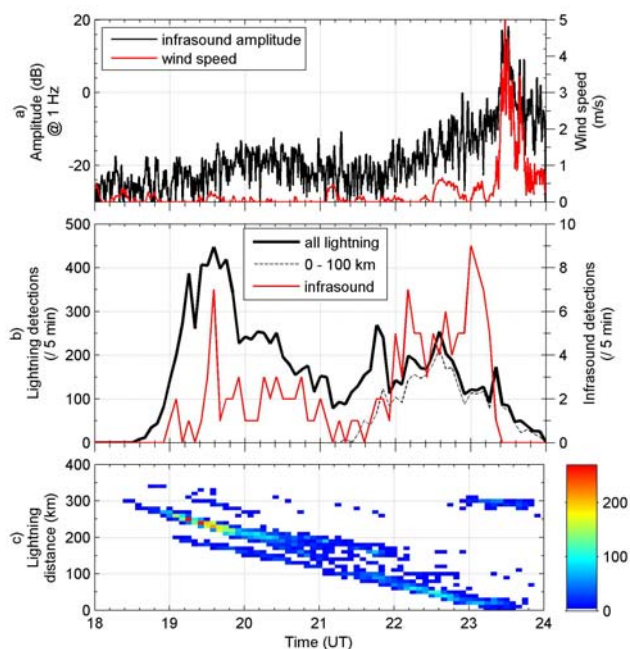 20
0
-20
a)
Amplitude (dB)
@ 1 Hz
infrasound amplitude
wind speed
5
4
3
2
1
0
Wind speed
(m/s)
500
400
300
200
100
0
b)
Lightning detections
(/ 5 min)
all lightning
0 - 100 km
infrasound
10
8
6
4
2
0
Infrasound detections
(/ 5 min)
400
300
200
100
0
c)
Lightning
distance (km)
18 19 20 21 22 23 24
Time (UT)
200
100
0